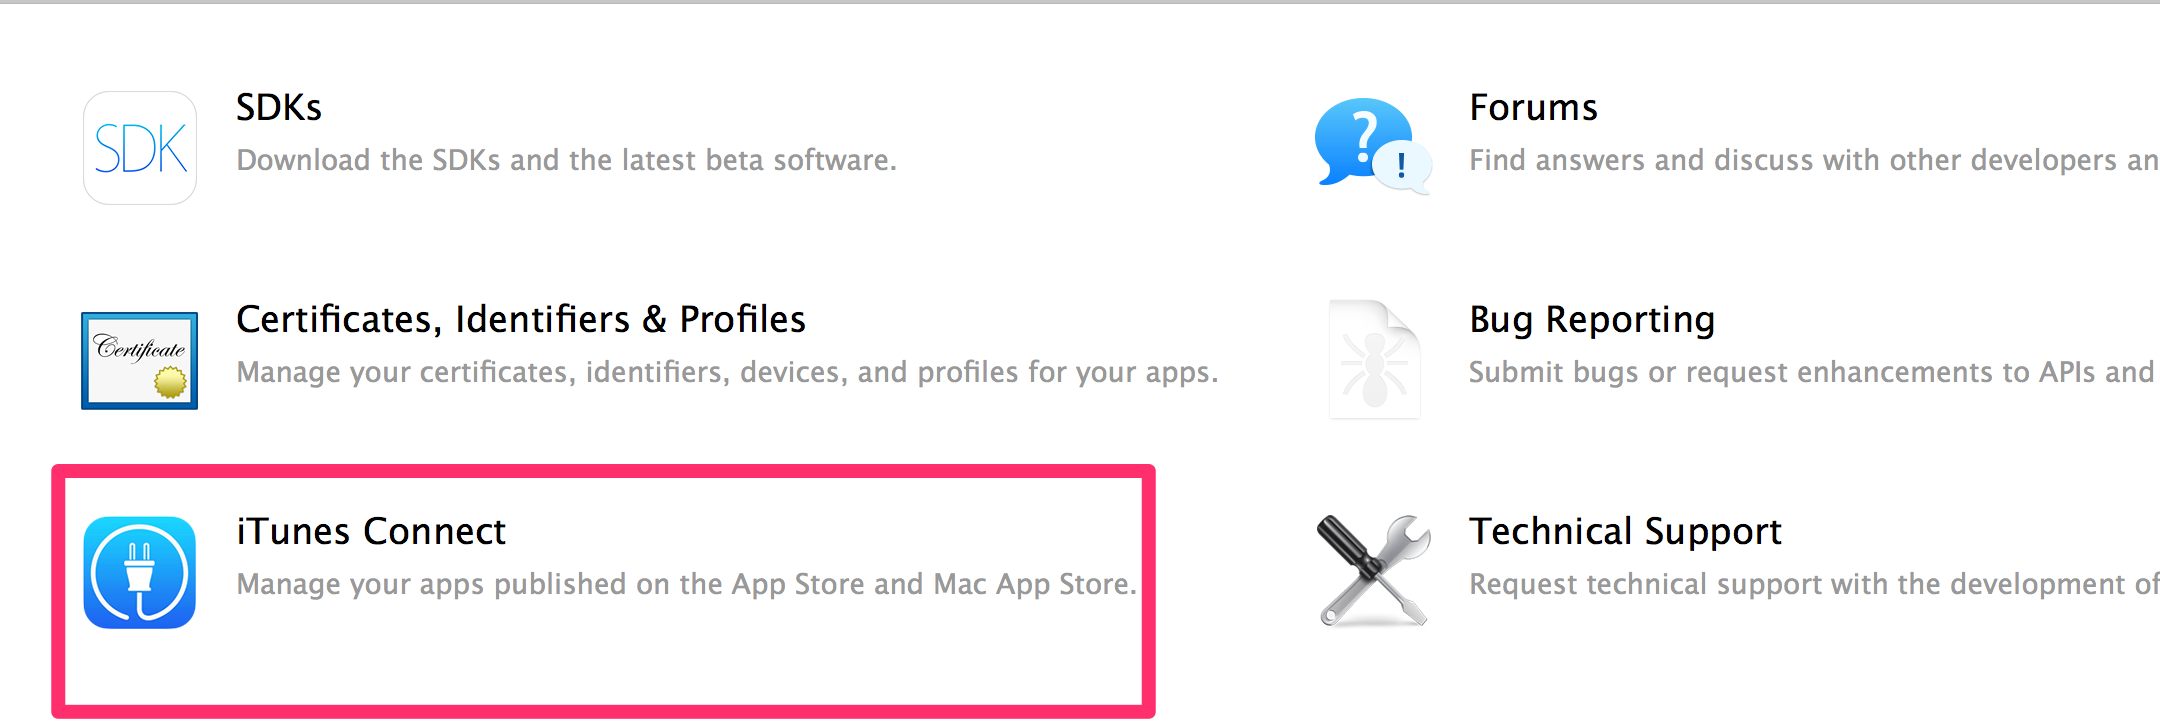 SDK
SDKs
Download the SDKs and the latest beta software.
?
!
Forums
Find answers and discuss with other developers an
Certificate
Certificates, Identifiers & Profiles
Manage your certificates, identifiers, devices, and profiles for your apps.
Bug Reporting
Submit bugs or request enhancements to APIs and
iTunes Connect
Manage your apps published on the App Store and Mac App Store.
Technical Support
Request technical support with the development of